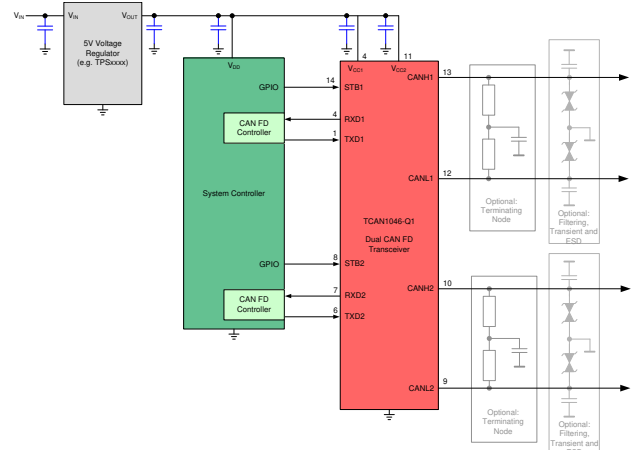 VIN
VIN
VOUT
5V Voltage
Regulator
(e.g. TPSxxxx)
VDD
4
11
VCC1
VCC2
GPIO
14
STB1
CANH1
13
CAN FD
Controller
4
RXD1
1
TXD1
System Controller
CANL1
12
TCAN1046-Q1
Dual CAN FD
Transceiver
Optional:
Terminating
Node
Optional:
Filtering,
Transient and
ESD
GPIO
8
STB2
CAN FD
Controller
7
RXD2
6
TXD2
CANH2
10
CANL2
9
Optional:
Terminating
Node
Optional:
Filtering,
Transient and